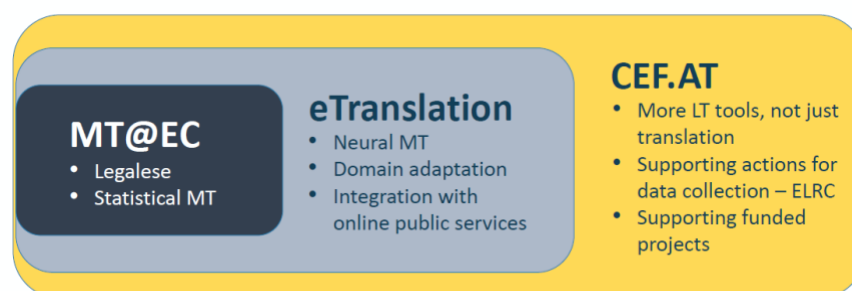 MT@EC
• Legalese
• Statistical MT
eTranslation
• Neural MT
• Domain adaptation
• Integration with
online public services
CEF.AT
• More LT tools, not just
translation
• Supporting actions for
data collection – ELRC
• Supporting funded
projects